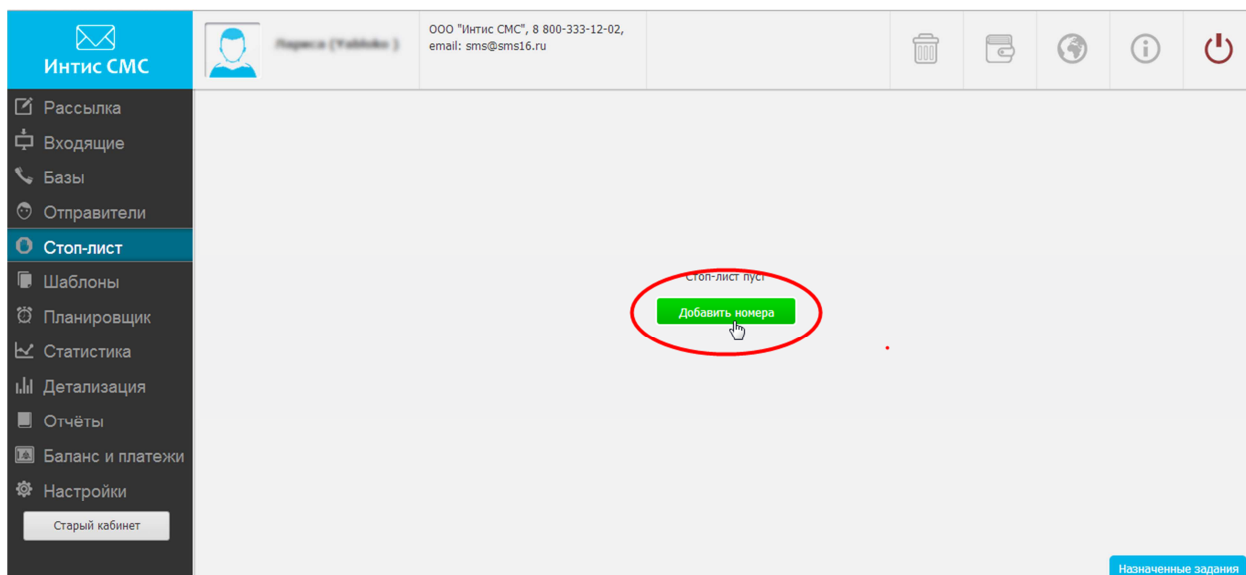 Интис СМС
ООО "Интис СМС", 8 800-333-12-02,
email: sms@sms16.ru
Рассылка
Входящие
Базы
Отправители
Стоп-лист
Шаблоны
Планировщик
Статистика
Детализация
Отчёты
Баланс и платежи
Настройки
Старый кабинет
Стоп-лист пуст
Добавить номера
Назначенные задания